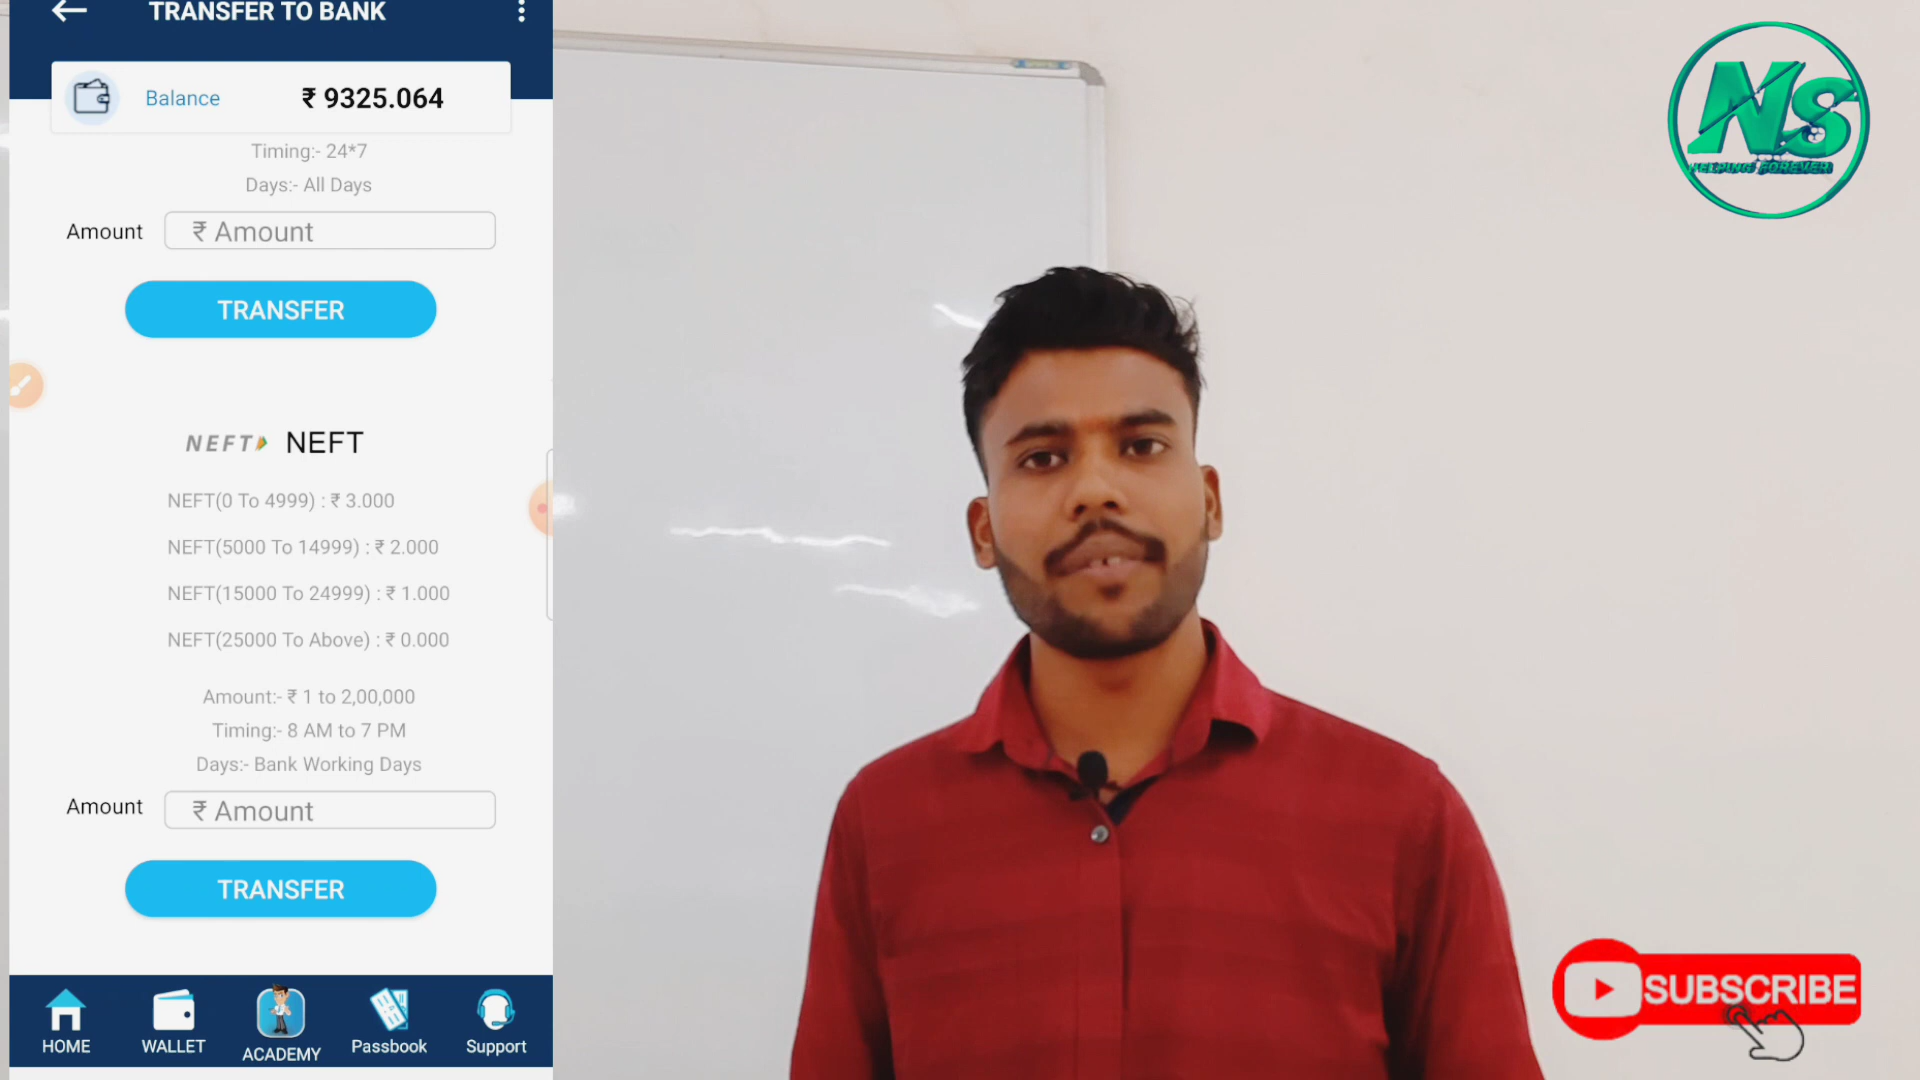 TRANSFER TO BANK
Balance ₹ 9325.064
Timing:- 24*7
Days:- All Days
Amount ₹ Amount
TRANSFER
NEFT NEFT
NEFT(0 To 4999) : ₹ 3.000
NEFT(5000 To 14999) : ₹ 2.000
NEFT(15000 To 24999) : ₹ 1.000
NEFT(25000 To Above) : ₹ 0.000
Amount:- ₹ 1 to 2,00,000
Timing:- 8 AM to 7 PM
Days:- Bank Working Days
Amount ₹ Amount
TRANSFER
HOME WALLET ACADEMY Passbook Support
NS
HELPING FOREVER
SUBSCRIBE